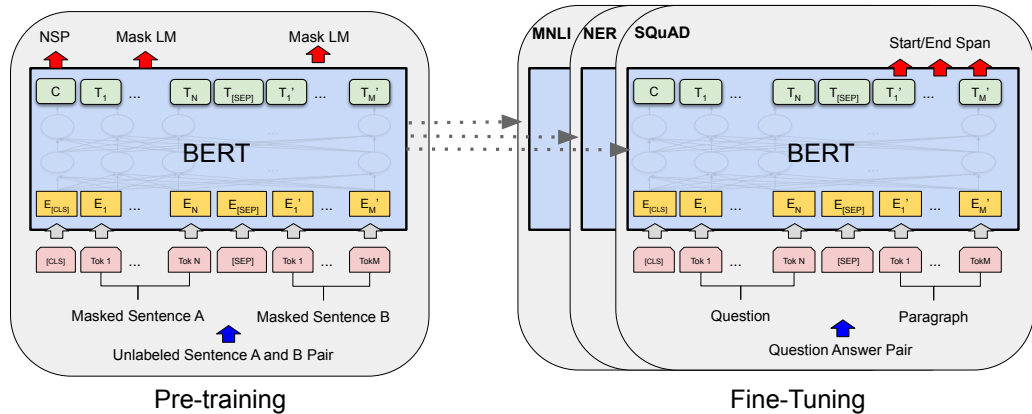 NSP Mask LM Mask LM
C T1 ... TN T[SEP] T1' ... TM'
...
...
BERT
E[CLS] E1 ... EN E[SEP] E1' ... EM'
[CLS] Tok 1 ... Tok N [SEP] Tok 1 ... TokM
Masked Sentence A Masked Sentence B
Unlabeled Sentence A and B Pair
Pre-training
MNLI NER SQuAD
Start/End Span
C T1 ... TN T[SEP] T1' ... TM'
...
...
BERT
E[CLS] E1 ... EN E[SEP] E1' ... EM'
[CLS] Tok 1 ... Tok N [SEP] Tok 1 ... TokM
Question Paragraph
Question Answer Pair
Fine-Tuning